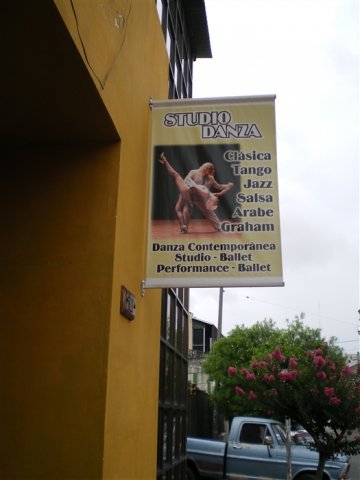 STUDIO
DANZA
Clásica
Tango
Jazz
Salsa
Arabe
Graham
Danza Contemporánea
Studio - Ballet
Performance - Ballet